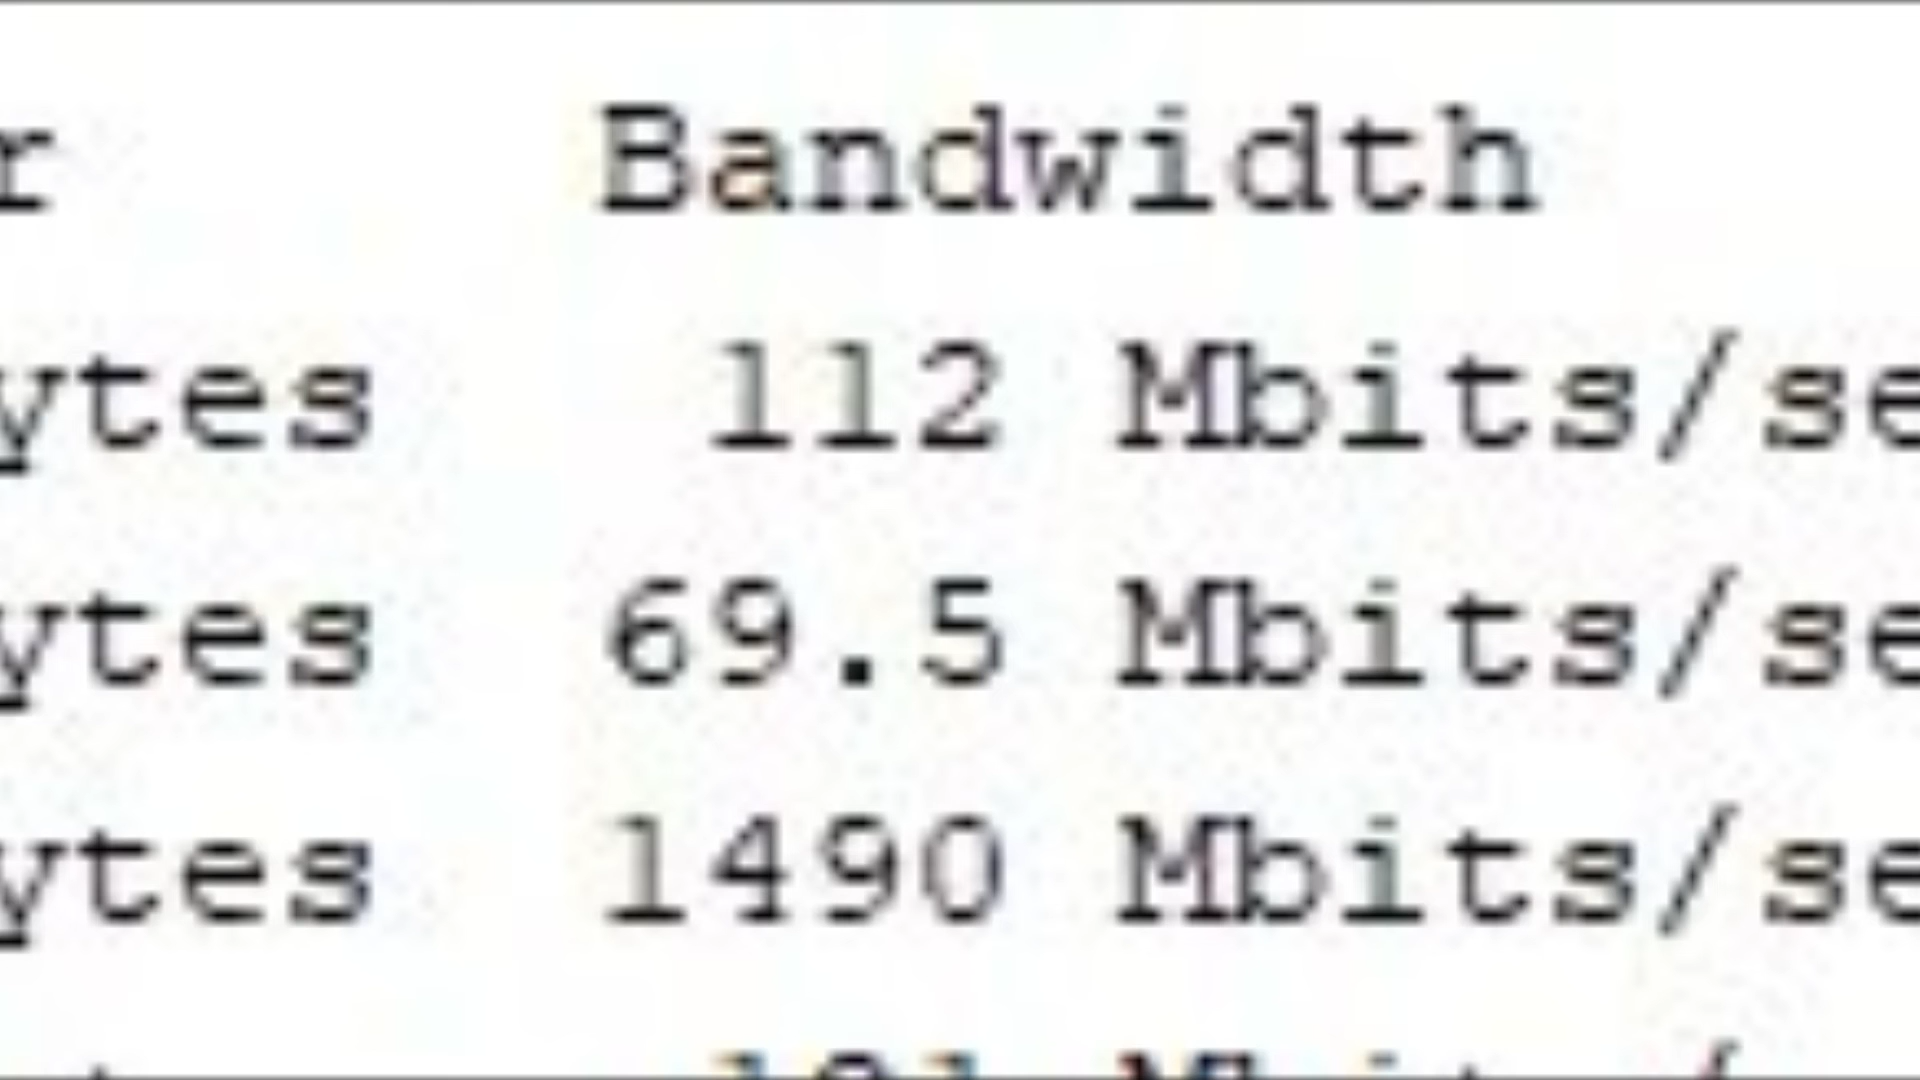 r Bandwidth
ytes 112 Mbits/se
ytes 69.5 Mbits/se
ytes 1490 Mbits/se